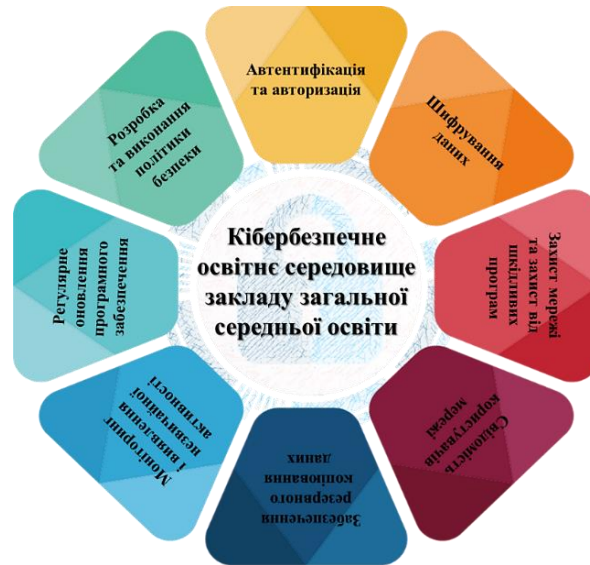 Автентифікація
та авторизація
Шифрування
даних
Захист мережі
та захист від
шкідливих
програм
Свідомість
користувачів
мережі
Забезпечення
резервного
копіювання
даних
Моніторинг
і виявлення
незвичайної
активності
Регулярне
оновлення
програмного
забезпечення
Розробка
та виконання
політики
безпеки
Кібербезпечне
освітнє середовище
закладу загальної
середньої освіти